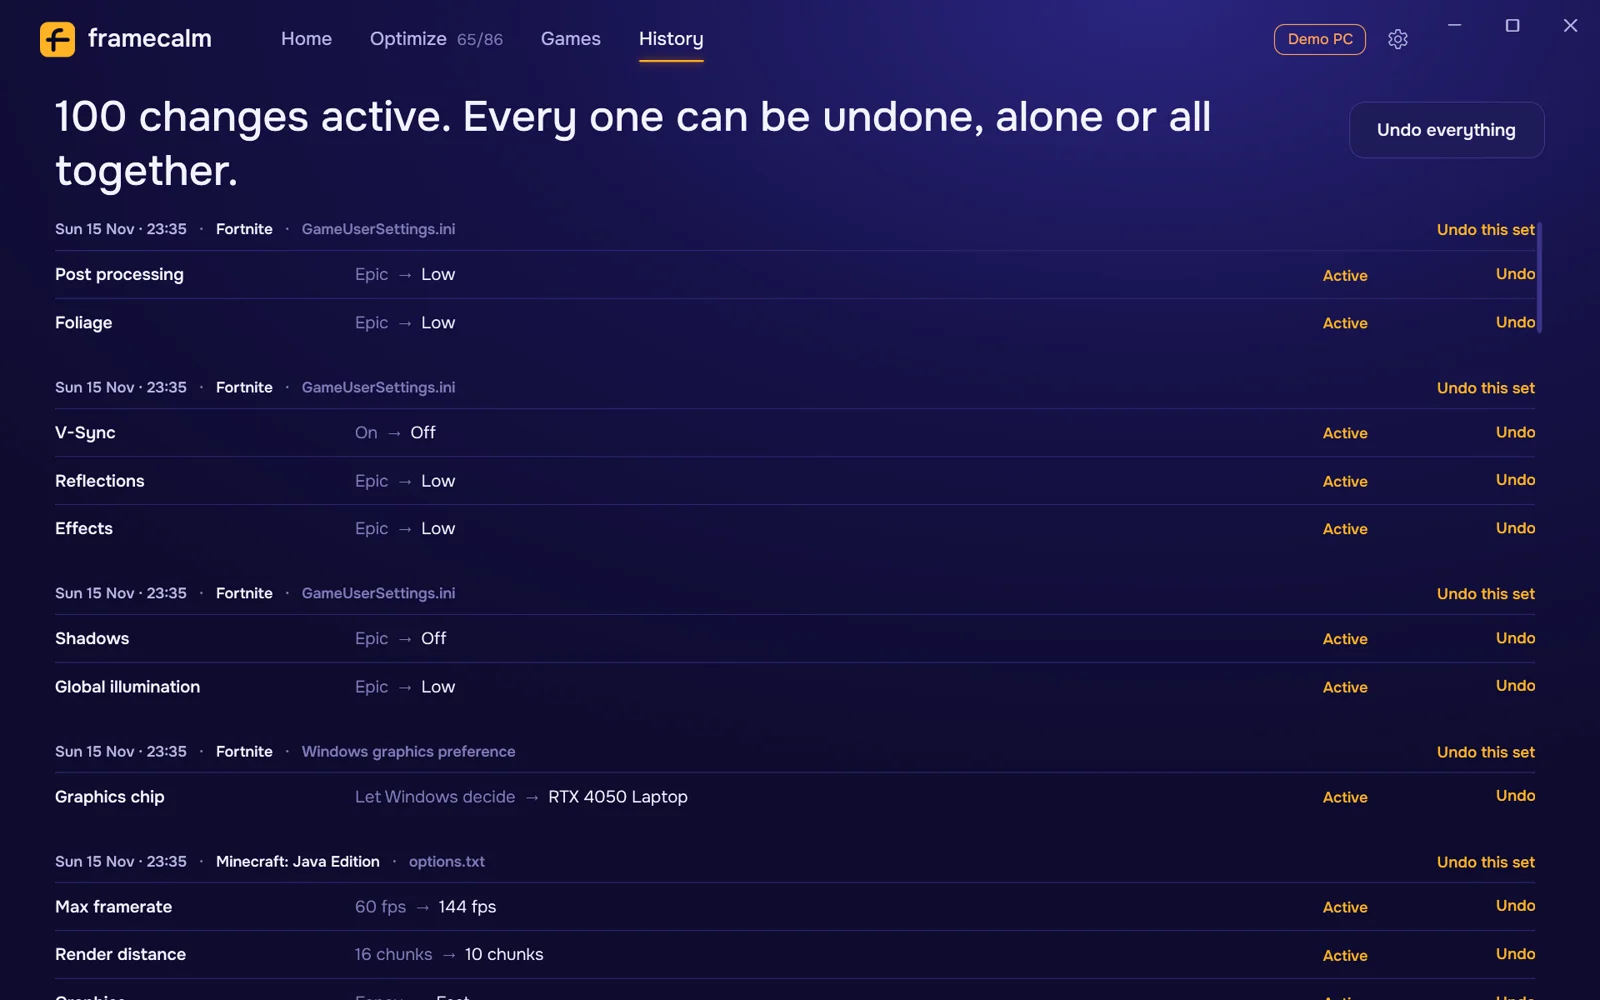 framecalm
Home
Optimize 65/86
Games
History
Demo PC
100 changes active. Every one can be undone, alone or all
together.
Undo everything
Sun 15 Nov · 23:35 · Fortnite · GameUserSettings.ini
Undo this set
Post processing Epic → Low Active Undo
Foliage Epic → Low Active Undo
Sun 15 Nov · 23:35 · Fortnite · GameUserSettings.ini
Undo this set
V-Sync On → Off Active Undo
Reflections Epic → Low Active Undo
Effects Epic → Low Active Undo
Sun 15 Nov · 23:35 · Fortnite · GameUserSettings.ini
Undo this set
Shadows Epic → Off Active Undo
Global illumination Epic → Low Active Undo
Sun 15 Nov · 23:35 · Fortnite · Windows graphics preference
Undo this set
Graphics chip Let Windows decide → RTX 4050 Laptop Active Undo
Sun 15 Nov · 23:35 · Minecraft: Java Edition · options.txt
Undo this set
Max framerate 60 fps → 144 fps Active Undo
Render distance 16 chunks → 10 chunks Active Undo